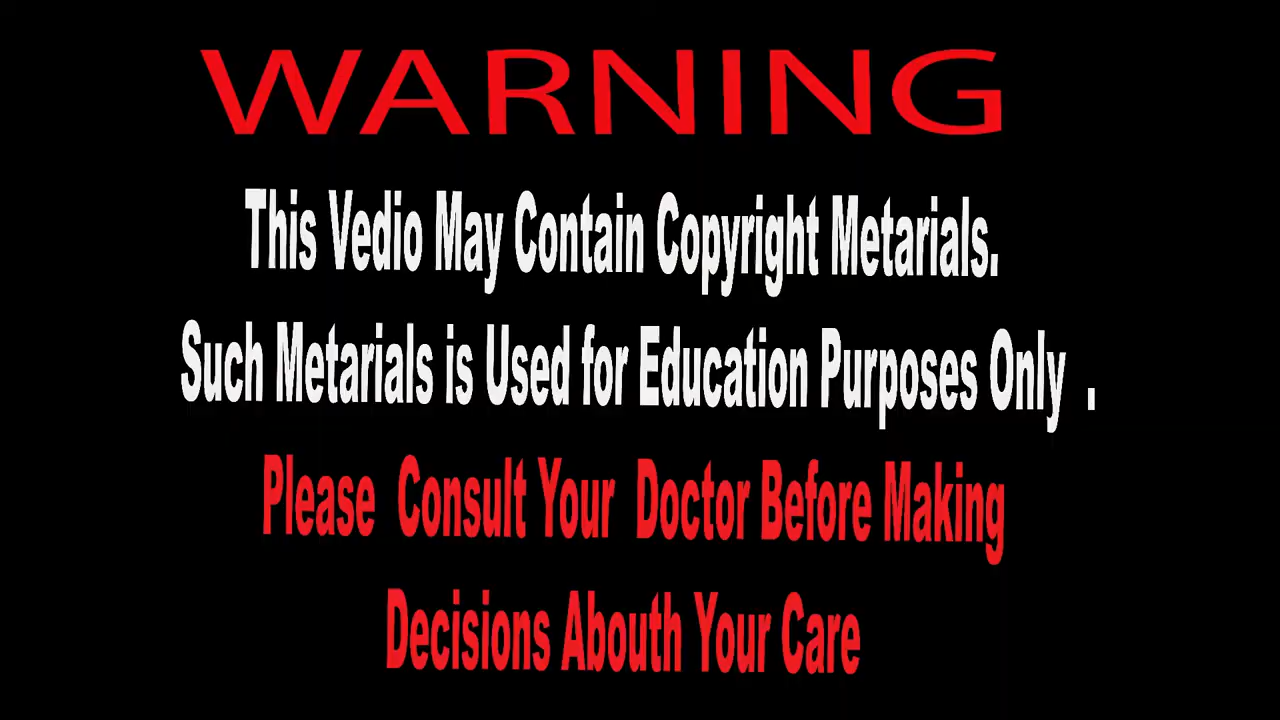 WARNING
This Vedio May Contain Copyright Metarials.
Such Metarials is Used for Education Purposes Only .
Please Consult Your Doctor Before Making
Decisions Abouth Your Care